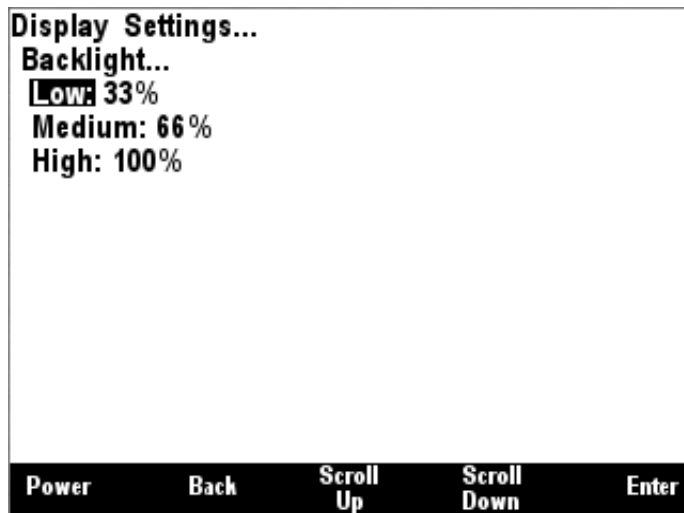 Display Settings...
Backlight...
Low: 33%
Medium: 66%
High: 100%
Power Back Scroll Up Scroll Down Enter